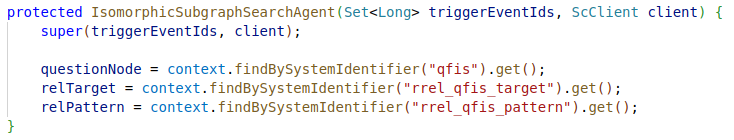 protected IsomorphicSubgraphSearchAgent(Set<Long> triggerEventIds, ScClient client) {
    super(triggerEventIds, client);

    questionNode = context.findBySystemIdentifier("qfis").get();
    relTarget = context.findBySystemIdentifier("rrel_qfis_target").get();
    relPattern = context.findBySystemIdentifier("rrel_qfis_pattern").get();
}